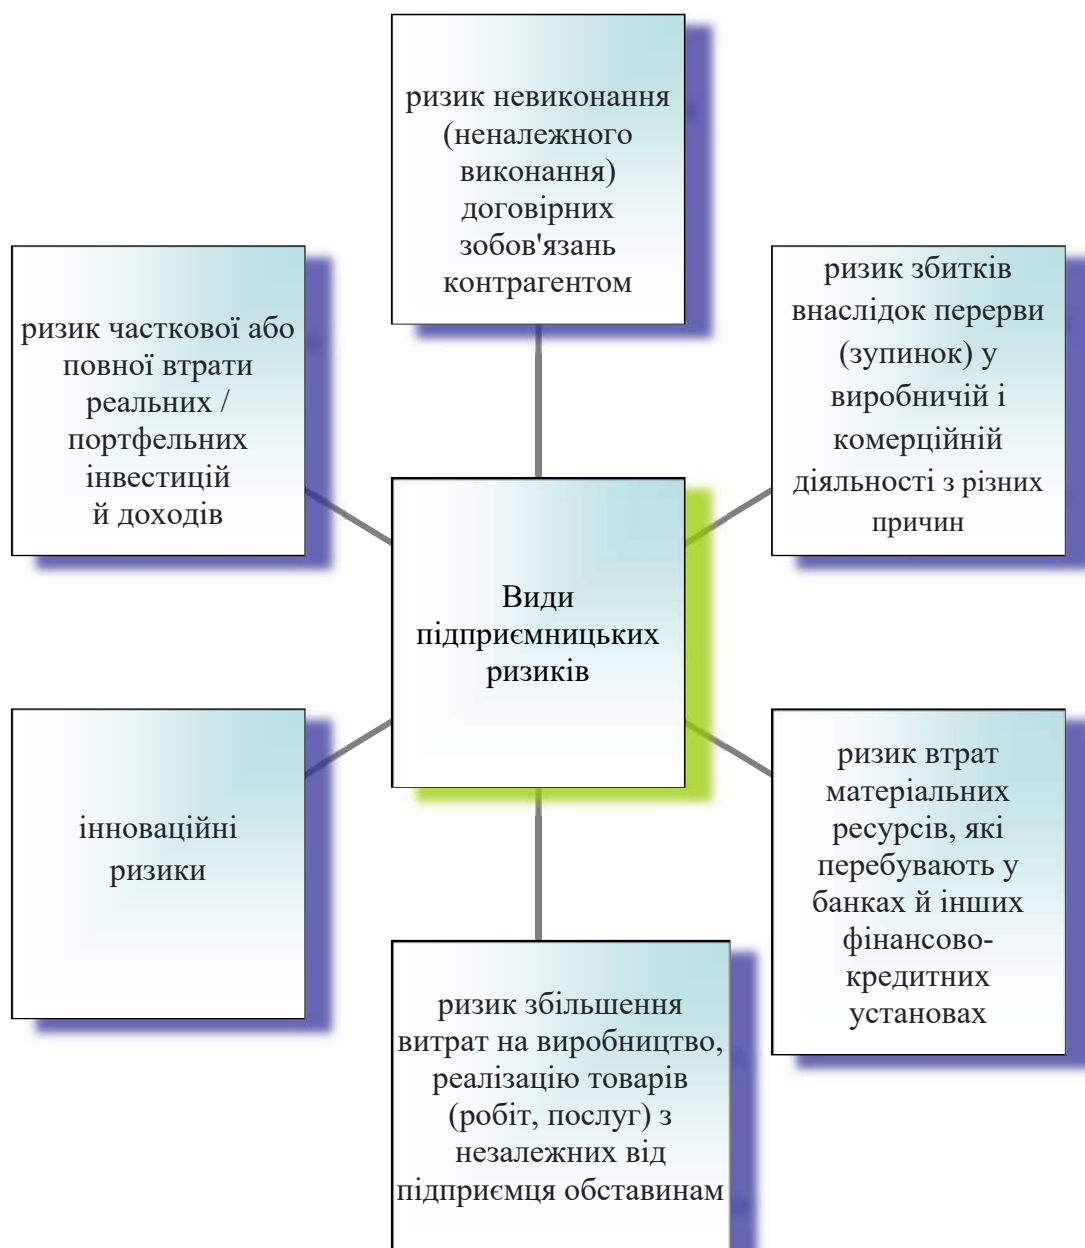 ризик невиконання
(неналежного
виконання)
договірних
зобов'язань
контрагентом
ризик часткової або
повної втрати
реальних /
портфельних
інвестицій
й доходів
ризик збитків
внаслідок перерви
(зупинок) у
виробничій і
комерційній
діяльності з різних
причин
Види
підприємницьких
ризиків
інноваційні
ризики
ризик втрат
матеріальних
ресурсів, які
перебувають у
банках й інших
фінансово-
кредитних
установах
ризик збільшення
витрат на виробництво,
реалізацію товарів
(робіт, послуг) з
незалежних від
підприємця обставинам